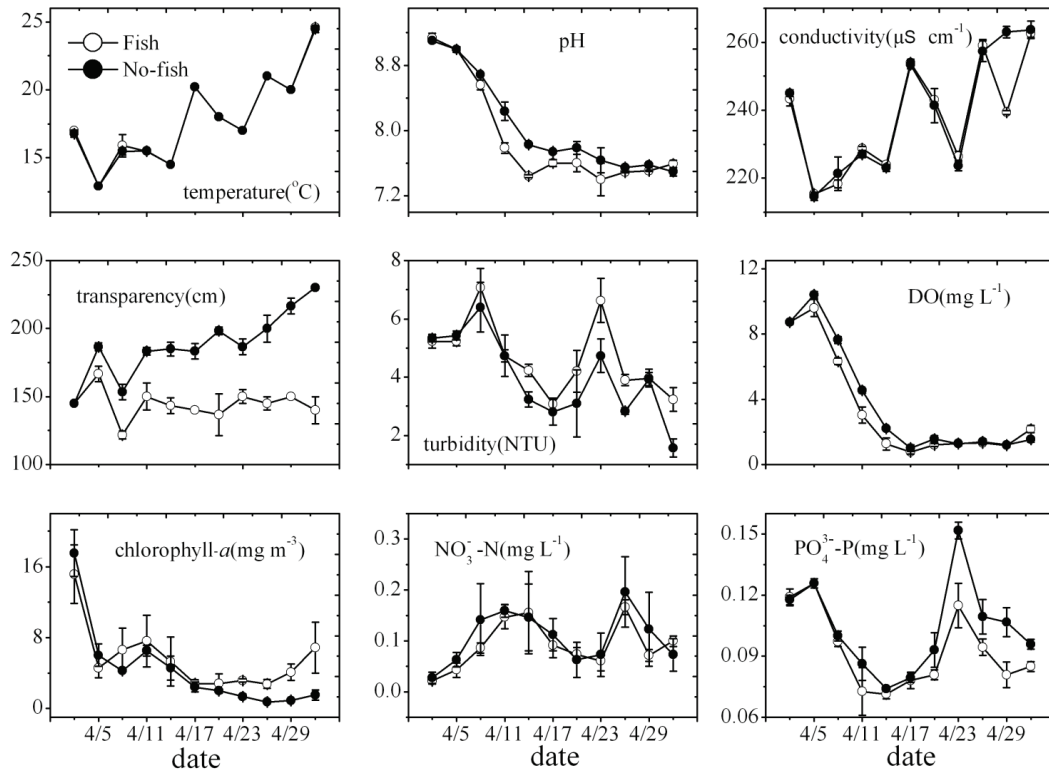 25
20
15
Fish
No-fish
temperature(°C)
8.8
8.0
7.2
pH
260
240
220
conductivity(μS cm⁻¹)
250
200
150
100
transparency(cm)
8
6
4
2
turbidity(NTU)
12
8
4
0
DO(mg L⁻¹)
16
8
0
chlorophyll-a(mg m⁻³)
4/5 4/11 4/17 4/23 4/29
date
0.3
0.2
0.1
0.0
NO₃⁻-N(mg L⁻¹)
4/5 4/11 4/17 4/23 4/29
date
0.15
0.12
0.09
0.06
PO₄³⁻-P(mg L⁻¹)
4/5 4/11 4/17 4/23 4/29
date